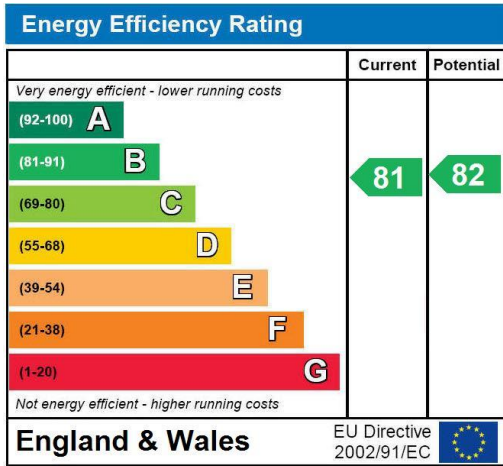 Energy Efficiency Rating
Current Potential
Very energy efficient - lower running costs
(92-100) A
(81-91) B
(69-80) C
(55-68) D
(39-54) E
(21-38) F
(1-20) G
81 82
Not energy efficient - higher running costs
England & Wales
EU Directive
2002/91/EC